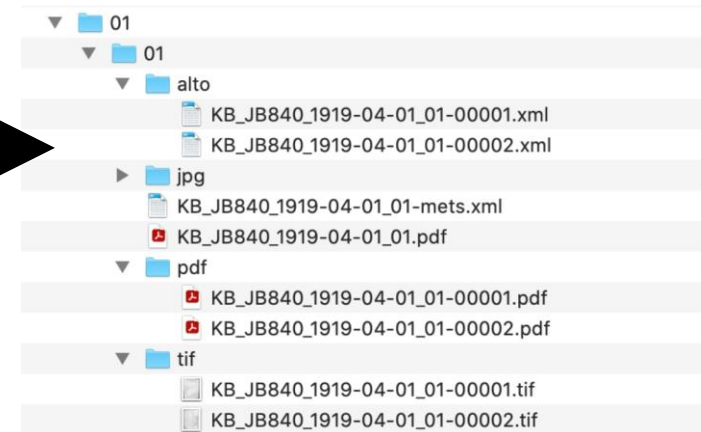 01
01
alto
KB_JB840_1919-04-01_01-00001.xml
KB_JB840_1919-04-01_01-00002.xml
jpg
KB_JB840_1919-04-01_01-mets.xml
KB_JB840_1919-04-01_01.pdf
pdf
KB_JB840_1919-04-01_01-00001.pdf
KB_JB840_1919-04-01_01-00002.pdf
tif
KB_JB840_1919-04-01_01-00001.tif
KB_JB840_1919-04-01_01-00002.tif